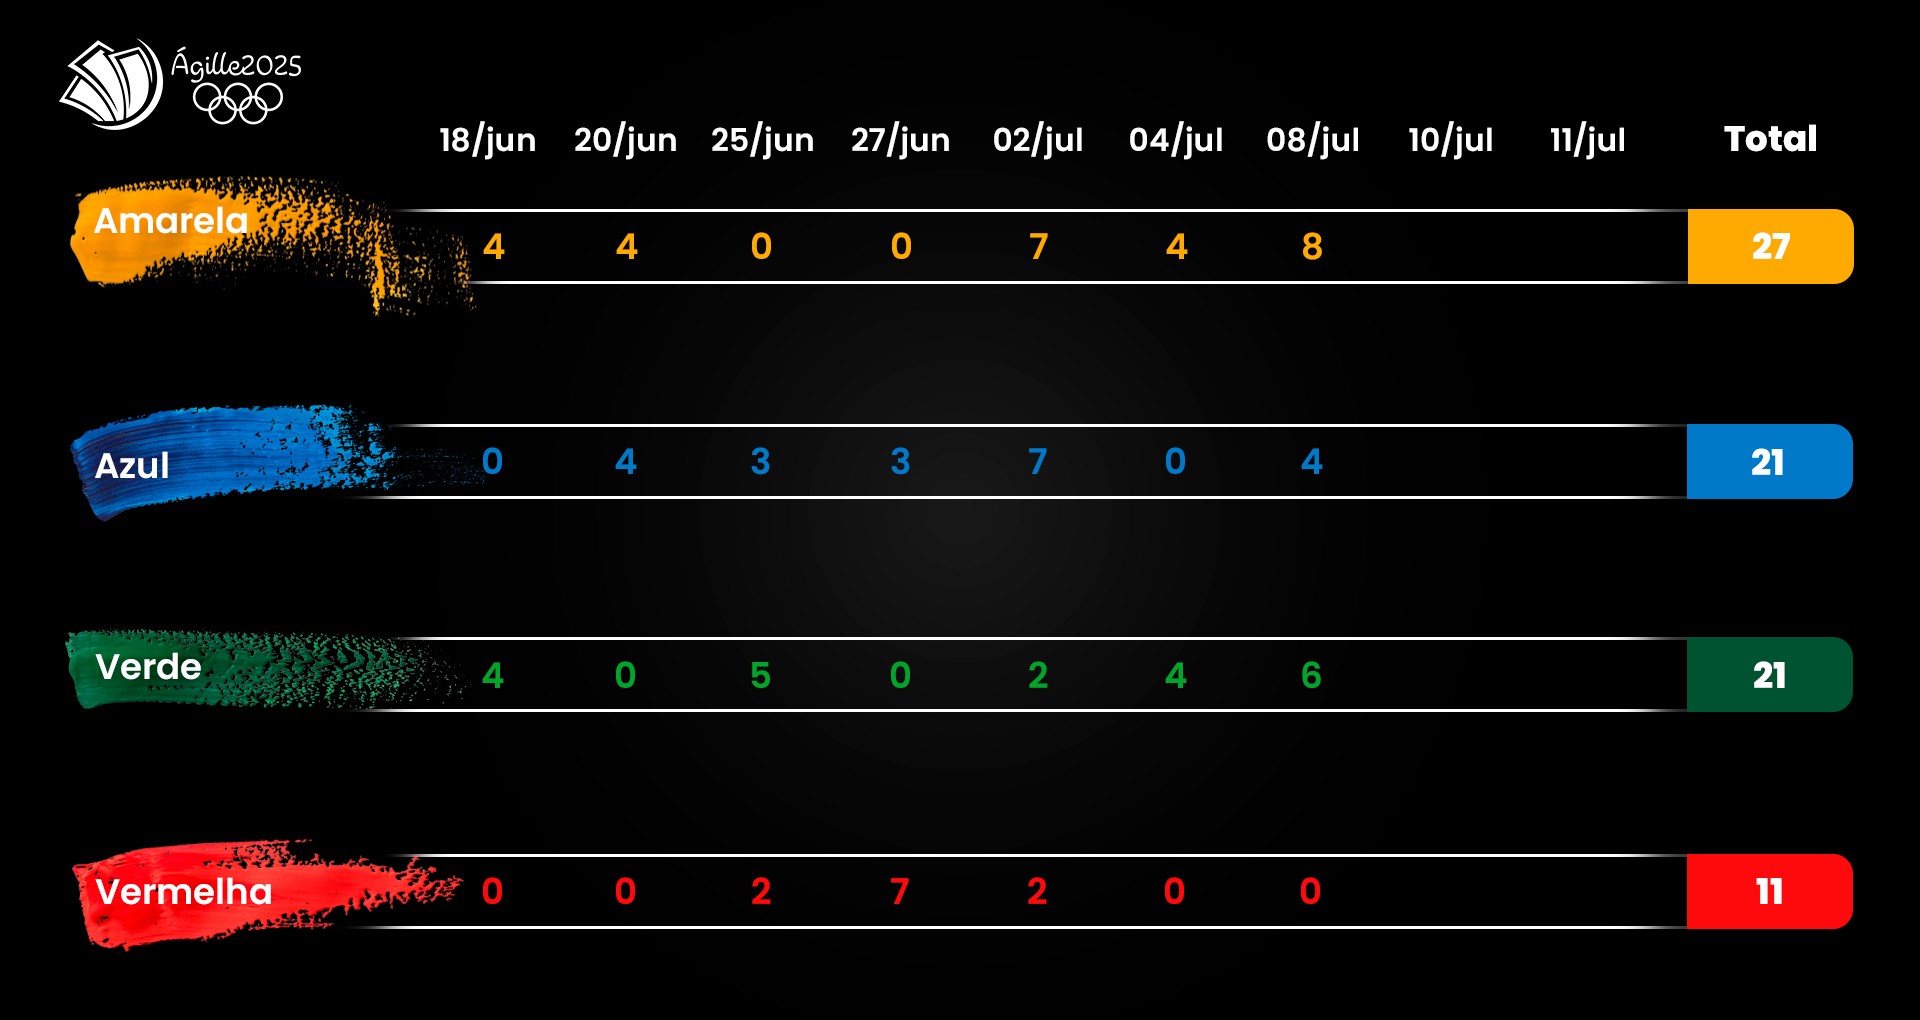 Ágille2025
18/jun 20/jun 25/jun 27/jun 02/jul 04/jul 08/jul 10/jul 11/jul Total
Amarela 4 4 0 0 7 4 8 27
Azul 0 4 3 3 7 0 4 21
Verde 4 0 5 0 2 4 6 21
Vermelha 0 0 2 7 2 0 0 11